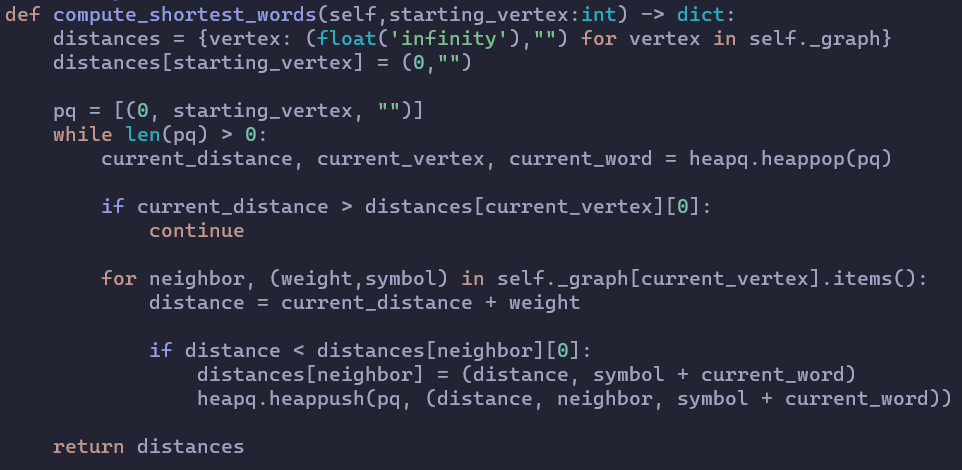 def compute_shortest_words(self,starting_vertex:int) -> dict:
    distances = {vertex: (float('infinity'),"") for vertex in self._graph}
    distances[starting_vertex] = (0,"")

    pq = [(0, starting_vertex, "")]
    while len(pq) > 0:
        current_distance, current_vertex, current_word = heapq.heappop(pq)

        if current_distance > distances[current_vertex][0]:
            continue

        for neighbor, (weight,symbol) in self._graph[current_vertex].items():
            distance = current_distance + weight

            if distance < distances[neighbor][0]:
                distances[neighbor] = (distance, symbol + current_word)
                heapq.heappush(pq, (distance, neighbor, symbol + current_word))

    return distances